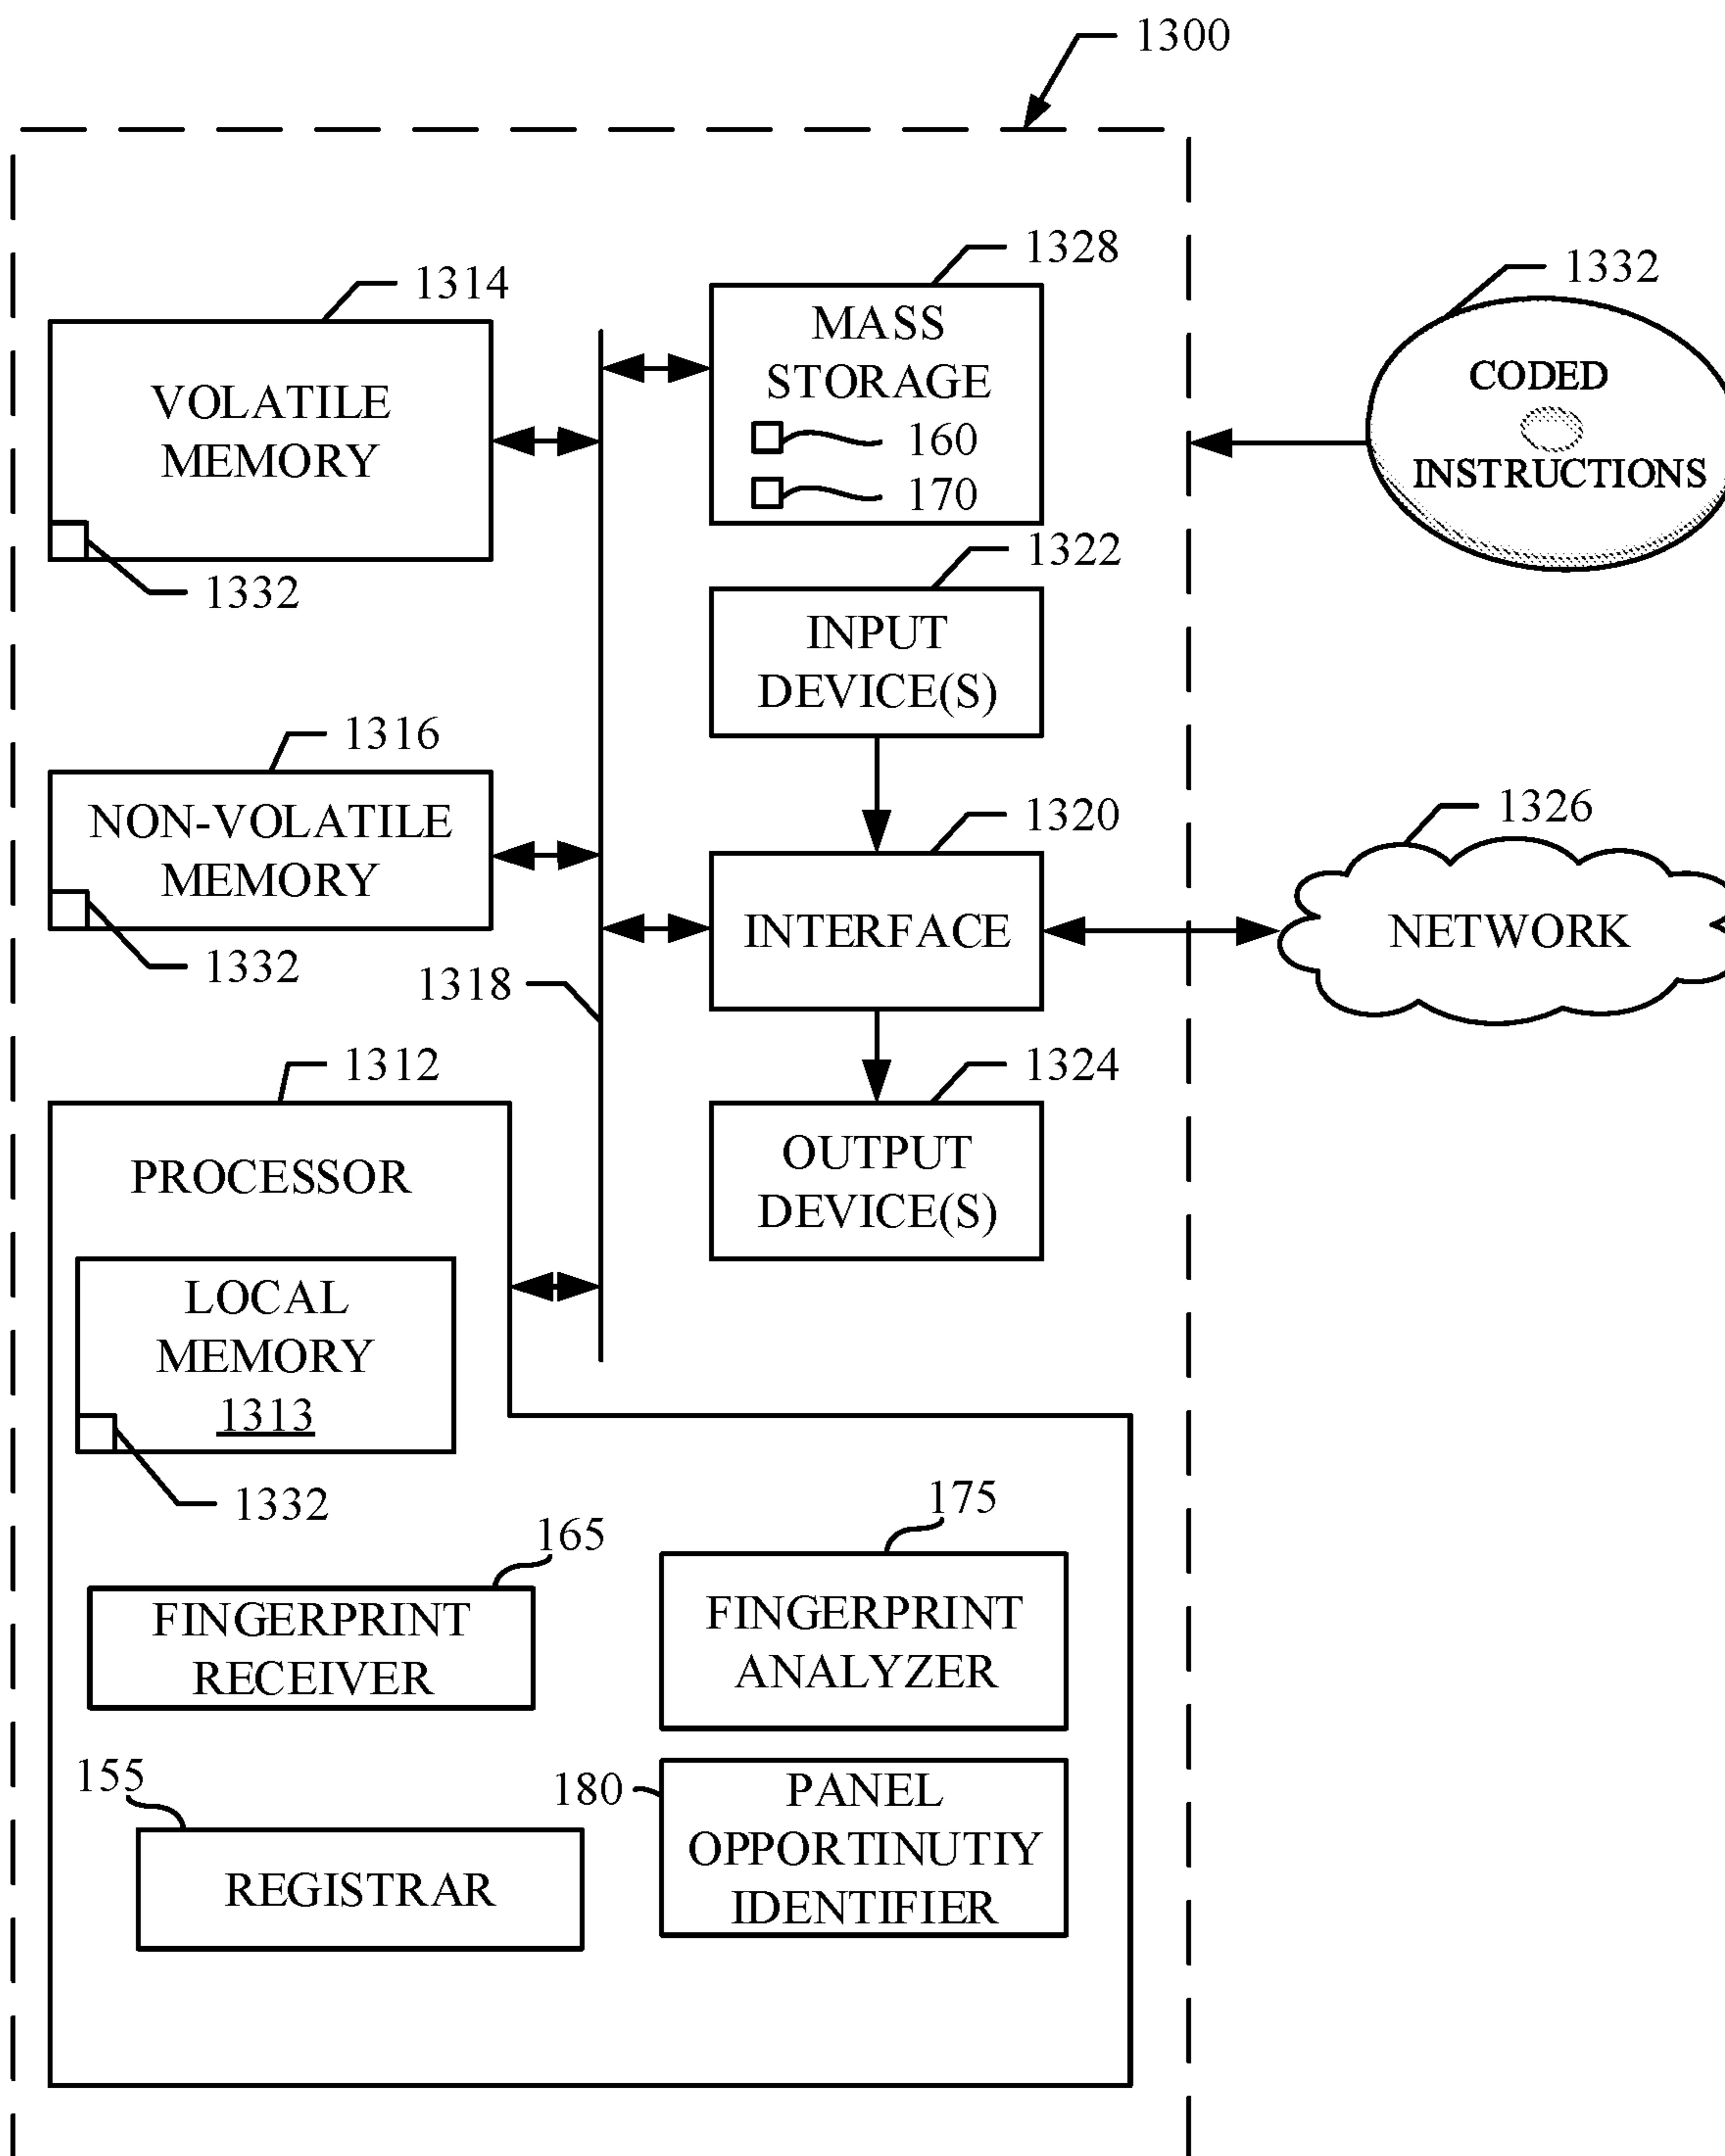 1300
1328
1332
1314
MASS
STORAGE
160
170
VOLATILE
MEMORY
CODED
INSTRUCTIONS
1332
1322
INPUT
DEVICE(S)
1316
1320
1326
NON-VOLATILE
MEMORY
INTERFACE
NETWORK
1332
1318
1312
1324
PROCESSOR
OUTPUT
DEVICE(S)
LOCAL
MEMORY
1313
1332
165
175
FINGERPRINT
RECEIVER
FINGERPRINT
ANALYZER
155
180
REGISTRAR
PANEL
OPPORTINUTIY
IDENTIFIER